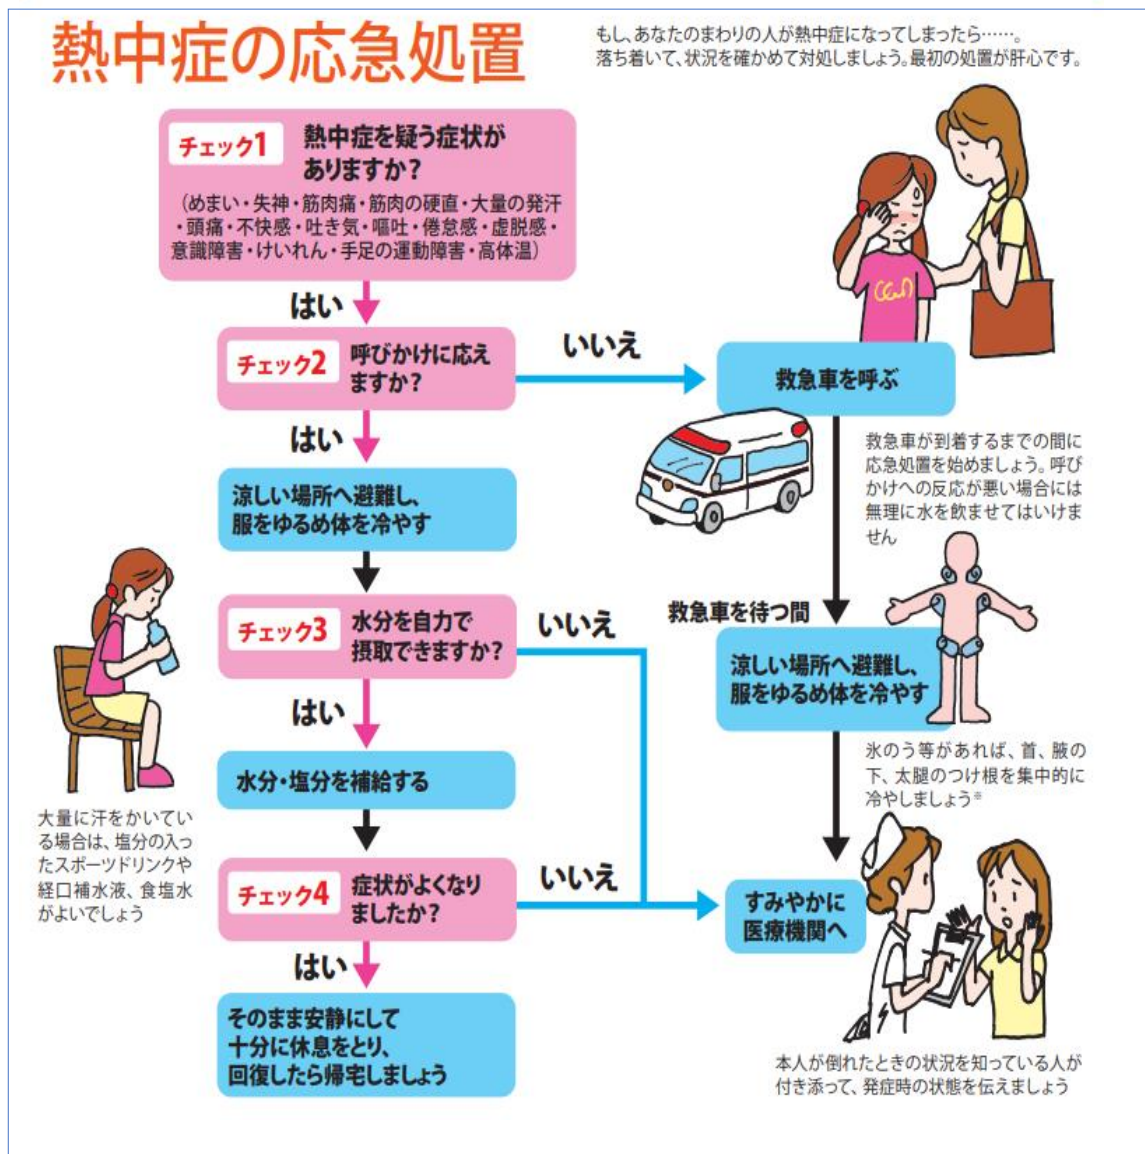 熱中症の応急処置
もし、あなたのまわりの人が熱中症になってしまったら……。
落ち着いて、状況を確かめて対処しましょう。最初の処置が肝心です。
チェック1
熱中症を疑う症状が
ありますか?
(めまい・失神・筋肉痛・筋肉の硬直・大量の発汗
・頭痛・不快感・吐き気・嘔吐・倦怠感・虚脱感・
意識障害・けいれん・手足の運動障害・高体温)
はい
チェック2
呼びかけに応え
ますか?
いいえ
救急車を呼ぶ
はい
救急車が到着するまでの間に
応急処置を始めましょう。呼び
かけへの反応が悪い場合には
無理に水を飲ませてはいけま
せん
涼しい場所へ避難し、
服をゆるめ体を冷やす
チェック3
水分を自力で
摂取できますか?
いいえ
救急車を待つ間
涼しい場所へ避難し、
服をゆるめ体を冷やす
はい
氷のう等があれば、首、腋の
下、太腿のつけ根を集中的に
冷やしましょう※
水分・塩分を補給する
大量に汗をかいてい
る場合は、塩分の入っ
たスポーツドリンクや
経口補水液、食塩水
がよいでしょう
チェック4
症状がよくなり
ましたか?
いいえ
すみやかに
医療機関へ
はい
そのまま安静にして
十分に休息をとり、
回復したら帰宅しましょう
本人が倒れたときの状況を知っている人が
付き添って、発症時の状態を伝えましょう